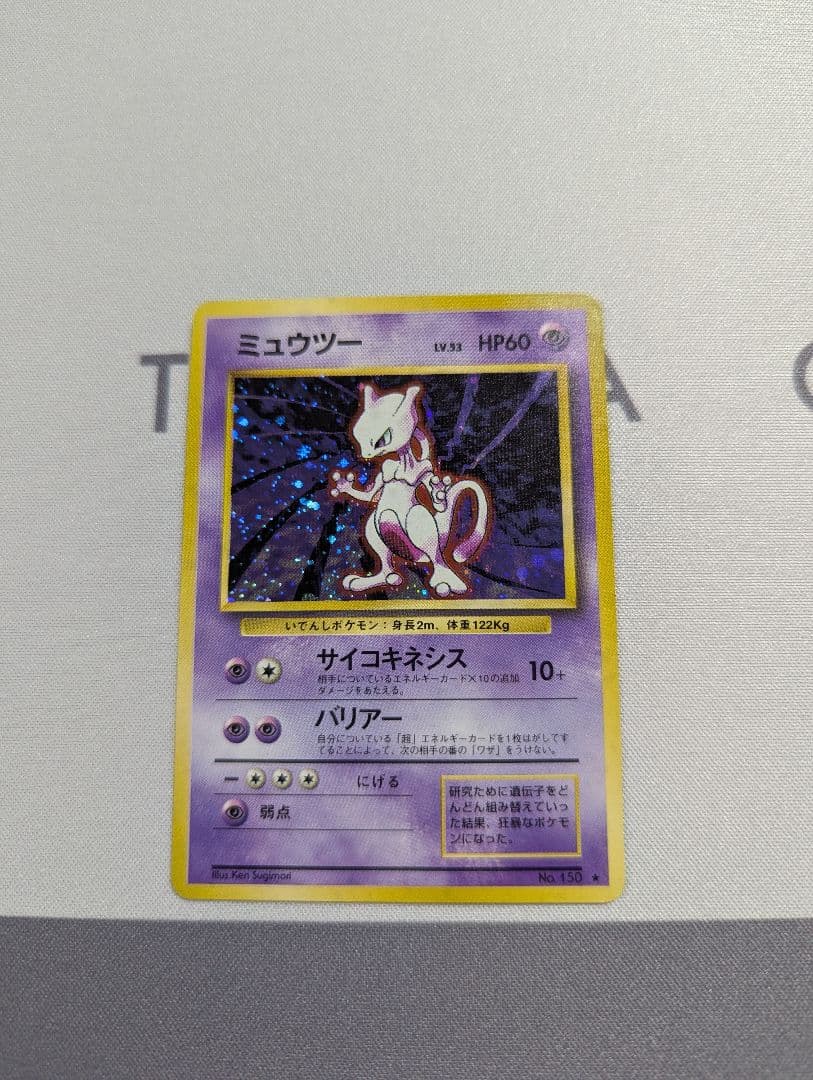 ミュウツー LV.53 HP60
T A
いでんしポケモン：身長2m、体重122Kg
サイコキネシス 10+
相手についているエネルギーカード×10の追加
ダメージをあたえる。
バリアー
自分についている「超」エネルギーカードを1枚はがしてす
てることによって、次の相手の番の「ワザ」をうけない。
にげる
弱点
研究ために遺伝子をど
んどん組み替えていっ
た結果、狂暴なポケモ
ンになった。
Illus. Ken Sugimori No. 150 ★